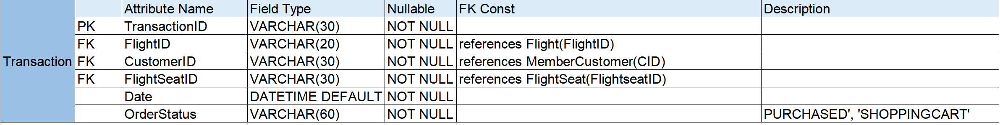 Attribute Name Field Type Nullable FK Const Description
PK TransactionID VARCHAR(30) NOT NULL
FK FlightID VARCHAR(20) NOT NULL references Flight(FlightID)
Transaction FK CustomerID VARCHAR(30) NOT NULL references MemberCustomer(CID)
FK FlightSeatID VARCHAR(30) NOT NULL references FlightSeat(FlightseatID)
Date DATETIME DEFAULT NOT NULL
OrderStatus VARCHAR(60) NOT NULL PURCHASED', 'SHOPPINGCART'